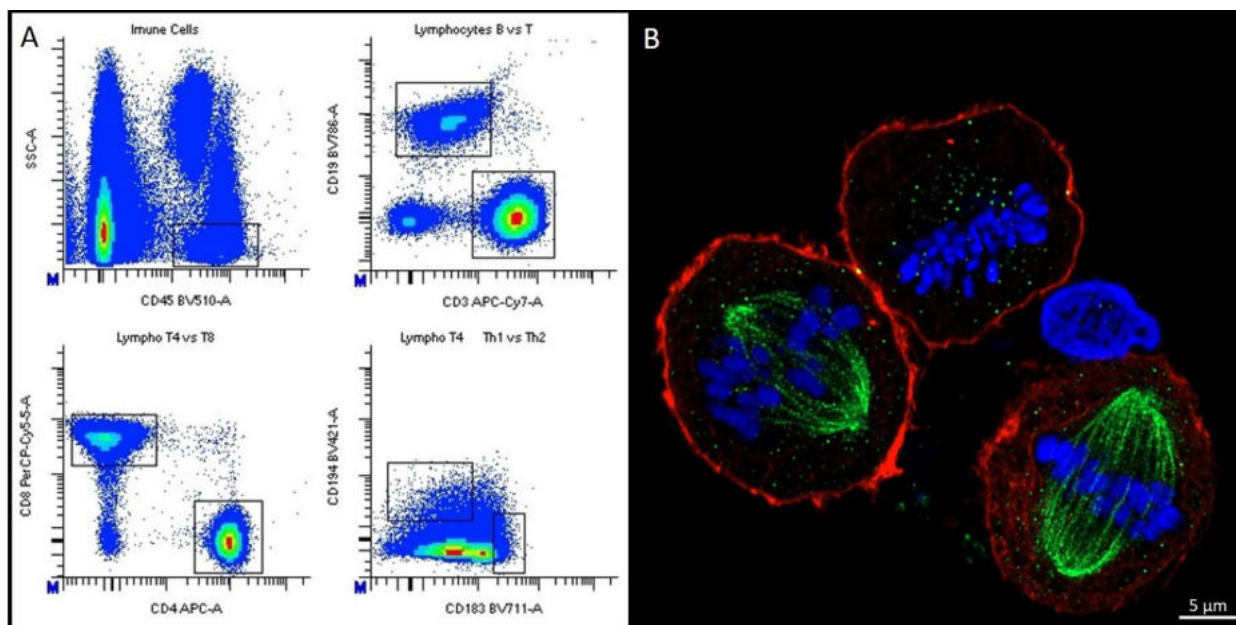 A
Imune Cells
SSC-A
M
CD45 BV510-A
Lymphocytes B vs T
CD19 BV786-A
M
CD3 APC-Cy7-A
Lympho T4 vs T8
CD8 PerCP-Cy5-5-A
M
CD4 APC-A
Lympho T4 Th1 vs Th2
CD194 BV421-A
M
CD183 BV711-A
B
5 µm